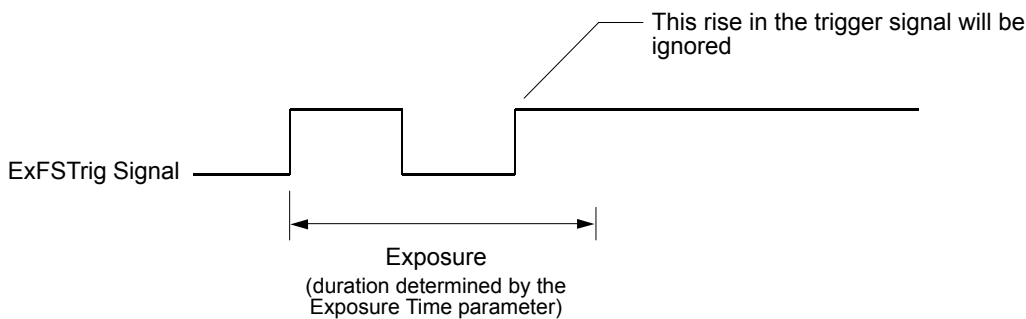 This rise in the trigger signal will be
ignored
ExFSTrig Signal
Exposure
(duration determined by the
Exposure Time parameter)